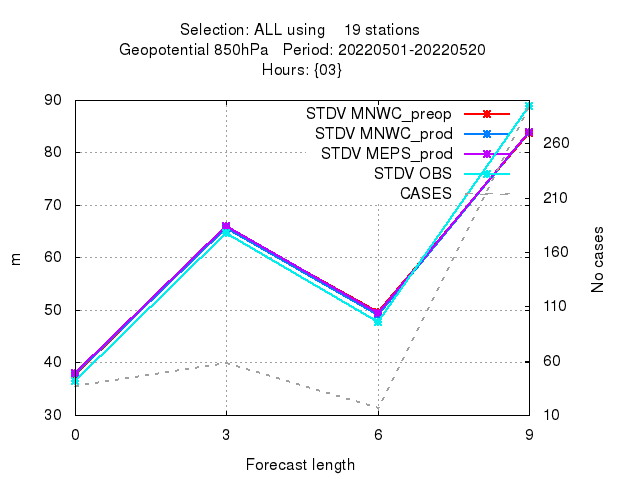 Selection: ALL using    19 stations
Geopotential 850hPa   Period: 20220501-20220520
Hours: {03}
90
80
70
60
50
40
30
m
STDV MNWC_preop
STDV MNWC_prod
STDV MEPS_prod
STDV OBS
CASES
260
210
160
110
60
10
No cases
0 3 6 9
Forecast length